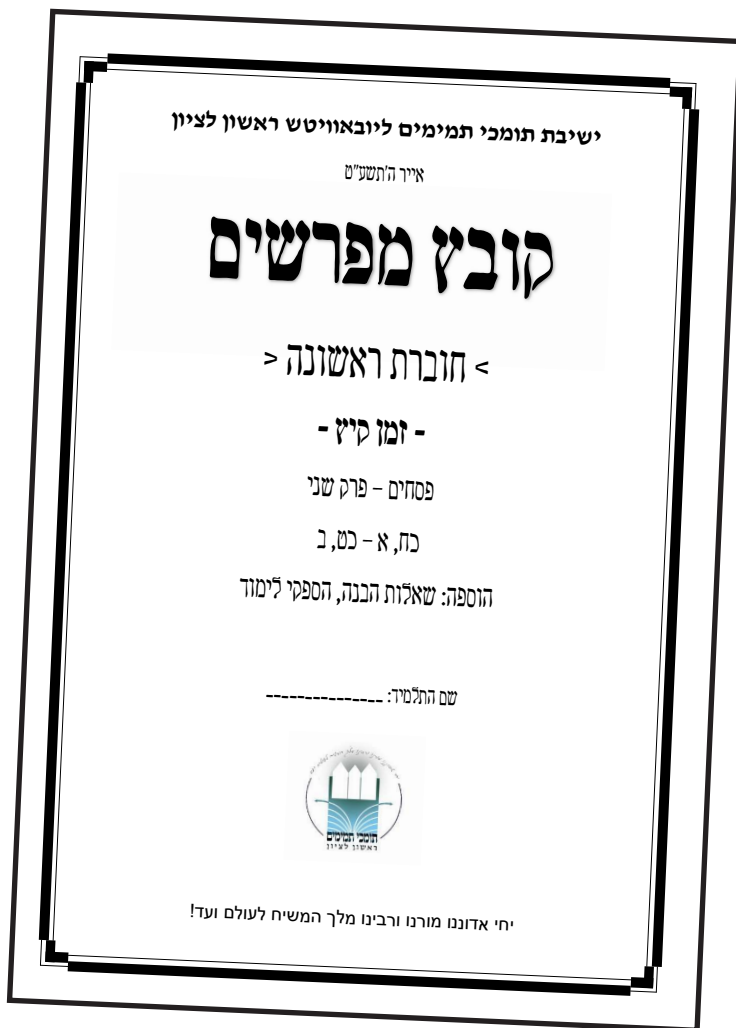 ישיבת תומכי תמימים ליובאוויטש ראשון לציון
אייר ה'תשע"ט
קובץ מפרשים
> חוברת ראשונה <
- זמן קיץ -
פסחים – פרק שני
כח, א – כט, ב
הוספה: שאלות הבנה, הספקי לימוד
שם התלמיד: ---------------
תומכי תמימים
ראשון לציון
יחי אדוננו מורנו ורבינו מלך המשיח לעולם ועד!